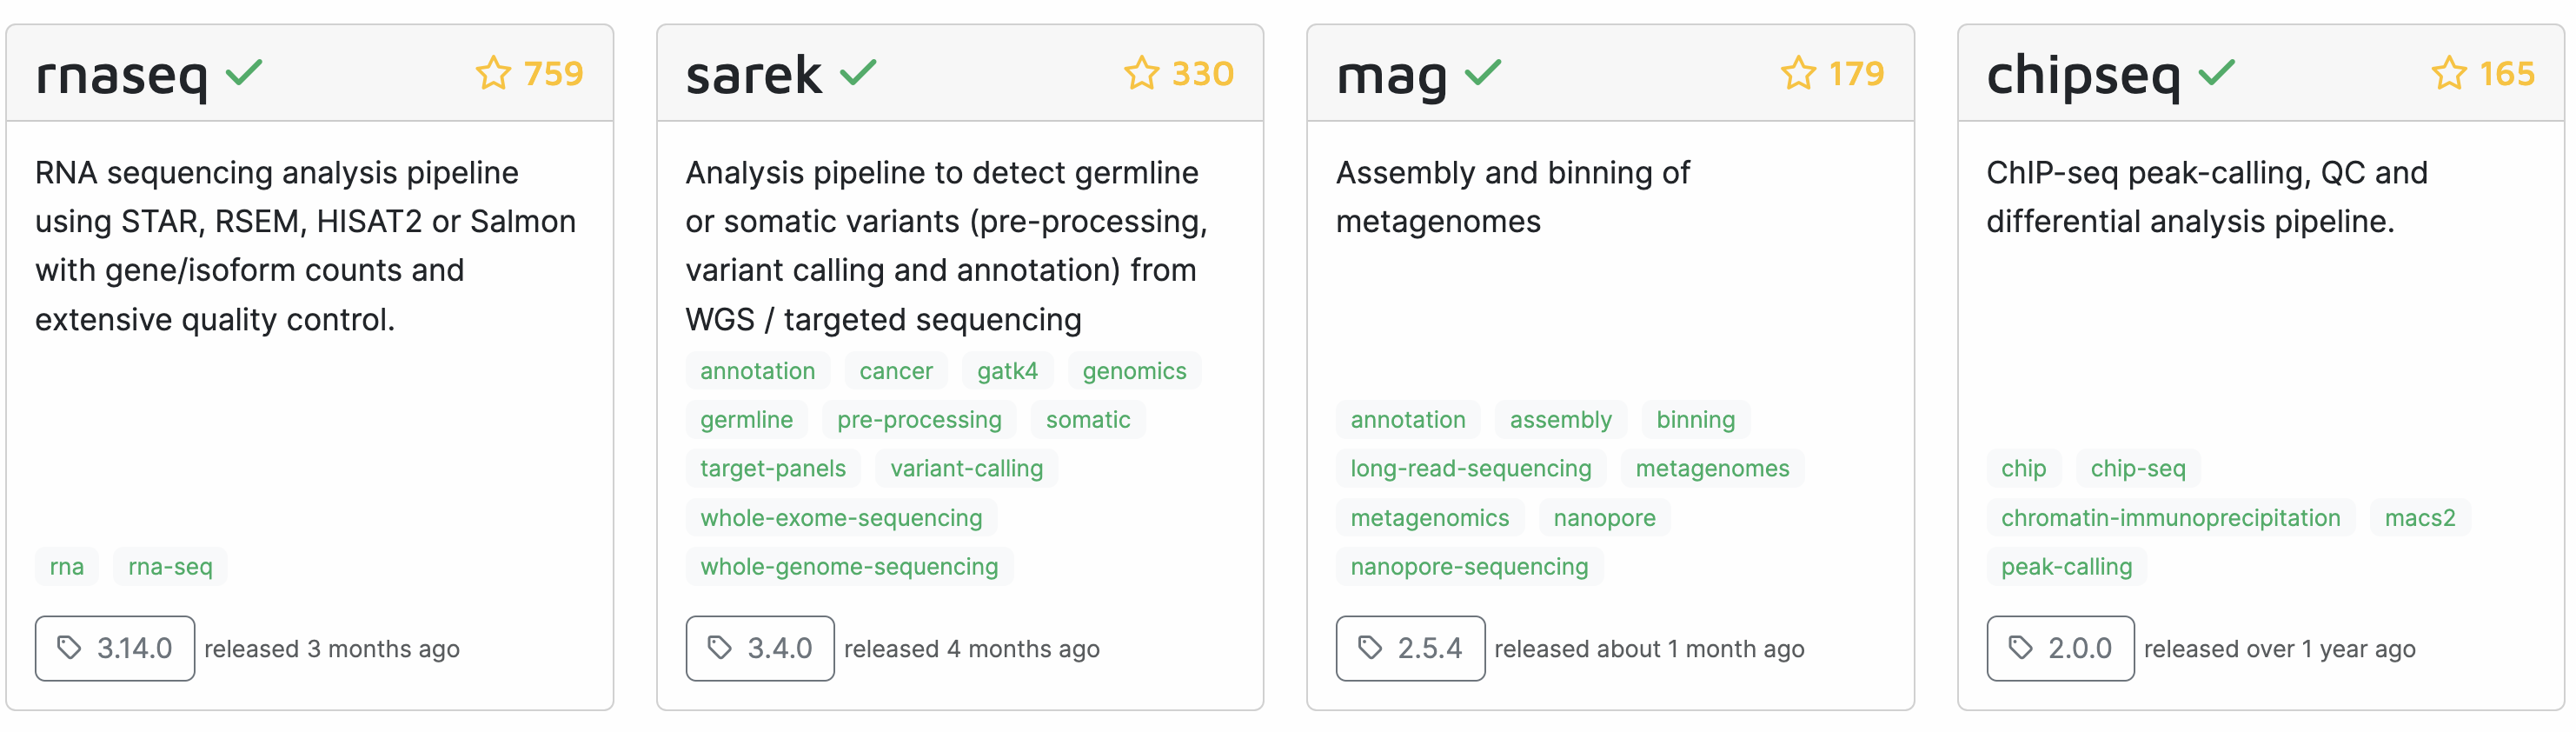 rnaseq 759
RNA sequencing analysis pipeline
using STAR, RSEM, HISAT2 or Salmon
with gene/isoform counts and
extensive quality control.
rna rna-seq
3.14.0 released 3 months ago
sarek 330
Analysis pipeline to detect germline
or somatic variants (pre-processing,
variant calling and annotation) from
WGS / targeted sequencing
annotation cancer gatk4 genomics
germline pre-processing somatic
target-panels variant-calling
whole-exome-sequencing
whole-genome-sequencing
3.4.0 released 4 months ago
mag 179
Assembly and binning of
metagenomes
annotation assembly binning
long-read-sequencing metagenomes
metagenomics nanopore
nanopore-sequencing
2.5.4 released about 1 month ago
chipseq 165
ChIP-seq peak-calling, QC and
differential analysis pipeline.
chip chip-seq
chromatin-immunoprecipitation macs2
peak-calling
2.0.0 released over 1 year ago